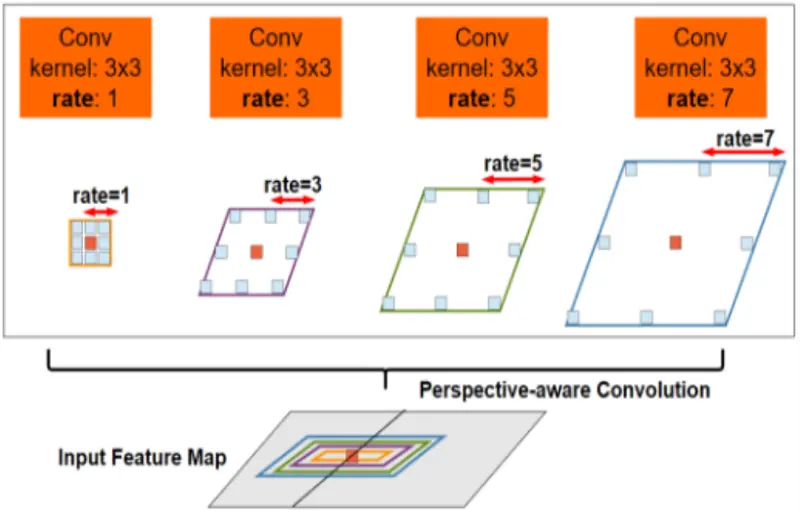 Conv
kernel: 3x3
rate: 1
Conv
kernel: 3x3
rate: 3
Conv
kernel: 3x3
rate: 5
Conv
kernel: 3x3
rate: 7
rate=1
rate=3
rate=5
rate=7
Perspective-aware Convolution
Input Feature Map